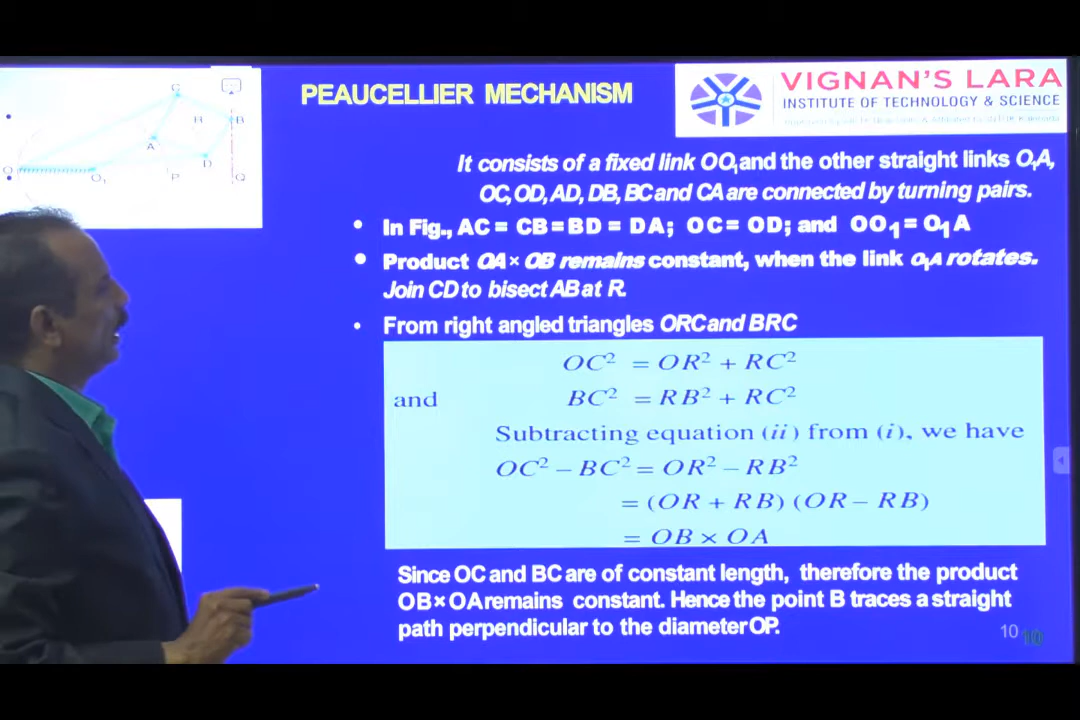 PEAUCELLIER MECHANISM
VIGNAN'S LARA
INSTITUTE OF TECHNOLOGY & SCIENCE
It consists of a fixed link OO1 and the other straight links O1A,
OC, OD, AD, DB, BC and CA are connected by turning pairs.
• In Fig., AC = CB = BD = DA; OC = OD; and OO1 = O1A
• Product OA × OB remains constant, when the link O1A rotates.
Join CD to bisect AB at R.
• From right angled triangles ORC and BRC
OC² = OR² + RC²
and BC² = RB² + RC²
Subtracting equation (ii) from (i), we have
OC² – BC² = OR² – RB²
= (OR + RB) (OR – RB)
= OB × OA
Since OC and BC are of constant length, therefore the product
OB×OA remains constant. Hence the point B traces a straight
path perpendicular to the diameter OP.
10
10
C
R
B
A
D
O
O1
P
Q